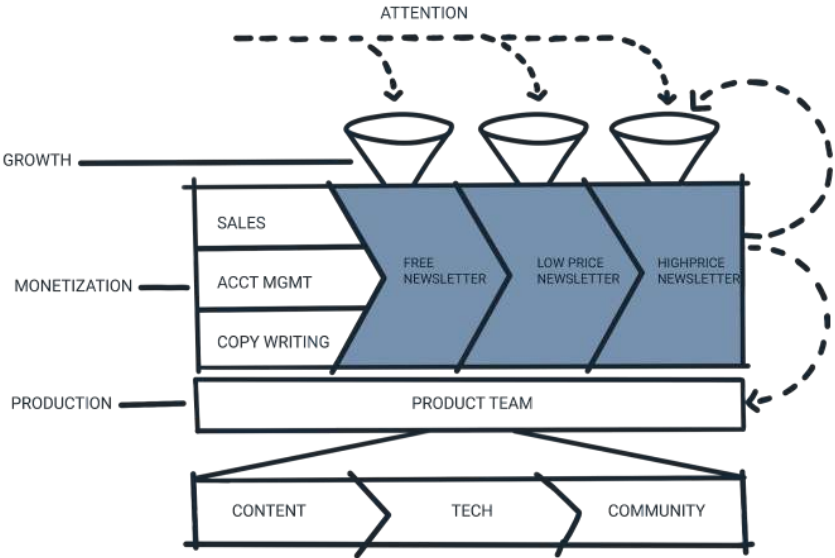 ATTENTION
GROWTH
SALES
FREE
NEWSLETTER
LOW PRICE
NEWSLETTER
HIGHPRICE
NEWSLETTER
MONETIZATION
ACCT MGMT
COPY WRITING
PRODUCTION
PRODUCT TEAM
CONTENT
TECH
COMMUNITY